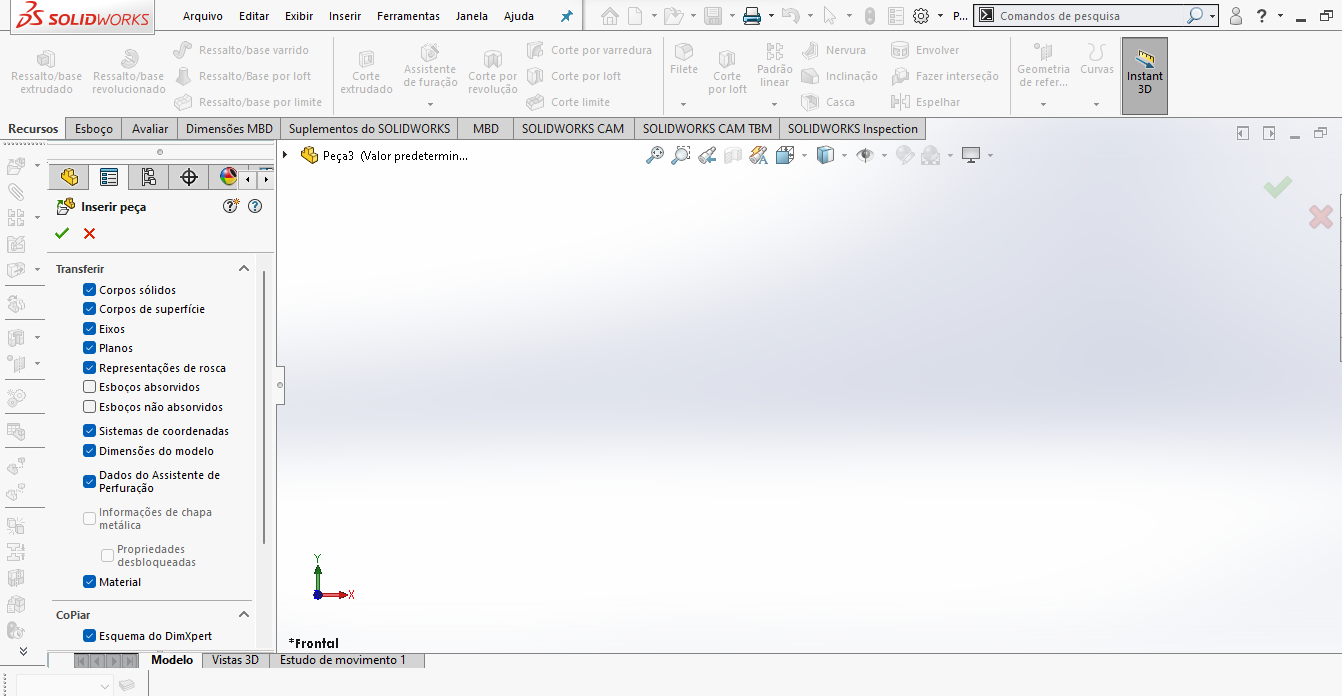 SOLIDWORKS Arquivo Editar Exibir Inserir Ferramentas Janela Ajuda P... Comandos de pesquisa ?
Ressalto/base extrudado
Ressalto/base revolucionado
Ressalto/base varrido
Ressalto/Base por loft
Ressalto/base por limite
Corte extrudado
Assistente de furação
Corte por revolução
Corte por varredura
Corte por loft
Corte limite
Filete
Corte por loft
Padrão linear
Nervura
Inclinação
Casca
Envolver
Fazer interseção
Espelhar
Geometria de refer...
Curvas
Instant 3D
Recursos Esboço Avaliar Dimensões MBD Suplementos do SOLIDWORKS MBD SOLIDWORKS CAM SOLIDWORKS CAM TBM SOLIDWORKS Inspection
Peça3 (Valor predetermin...
Inserir peça
Transferir
Corpos sólidos
Corpos de superfície
Eixos
Planos
Representações de rosca
Esboços absorvidos
Esboços não absorvidos
Sistemas de coordenadas
Dimensões do modelo
Dados do Assistente de
Perfuração
Informações de chapa
metálica
Propriedades
desbloqueadas
Material
CoPiar
Esquema do DimXpert
Y
X
*Frontal
Modelo Vistas 3D Estudo de movimento 1